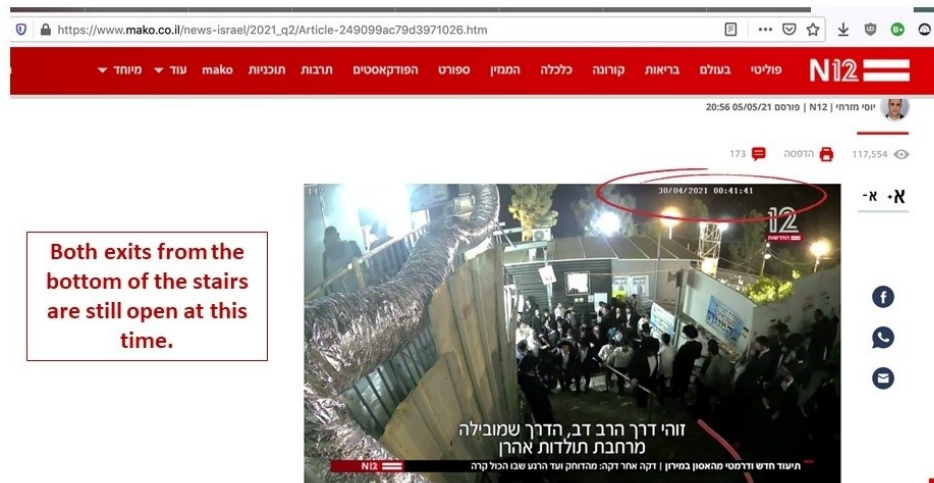 https://www.mako.co.il/news-israel/2021_q2/Article-249099ac79d3971026.htm
N12 פוליטי בעולם בריאות קורונה כלכלה המגזין ספורט הפודקאסטים תרבות תוכניות mako עוד מיוחד
יוסי מזרחי | N12 | פורסם 05/05/21 20:56
117,554 הדפסה 173
א+ א-
30/04/2021 00:41:41
12
החדשות
Both exits from the
bottom of the stairs
are still open at this
time.
זוהי דרך הרב דב, הדרך שמובילה
מרחבת תולדות אהרן
תיעוד חדש ודרמטי מהאסון במירון | דקה אחר דקה: מהדוחק ועד הרגע שבו הכול קרה
N12